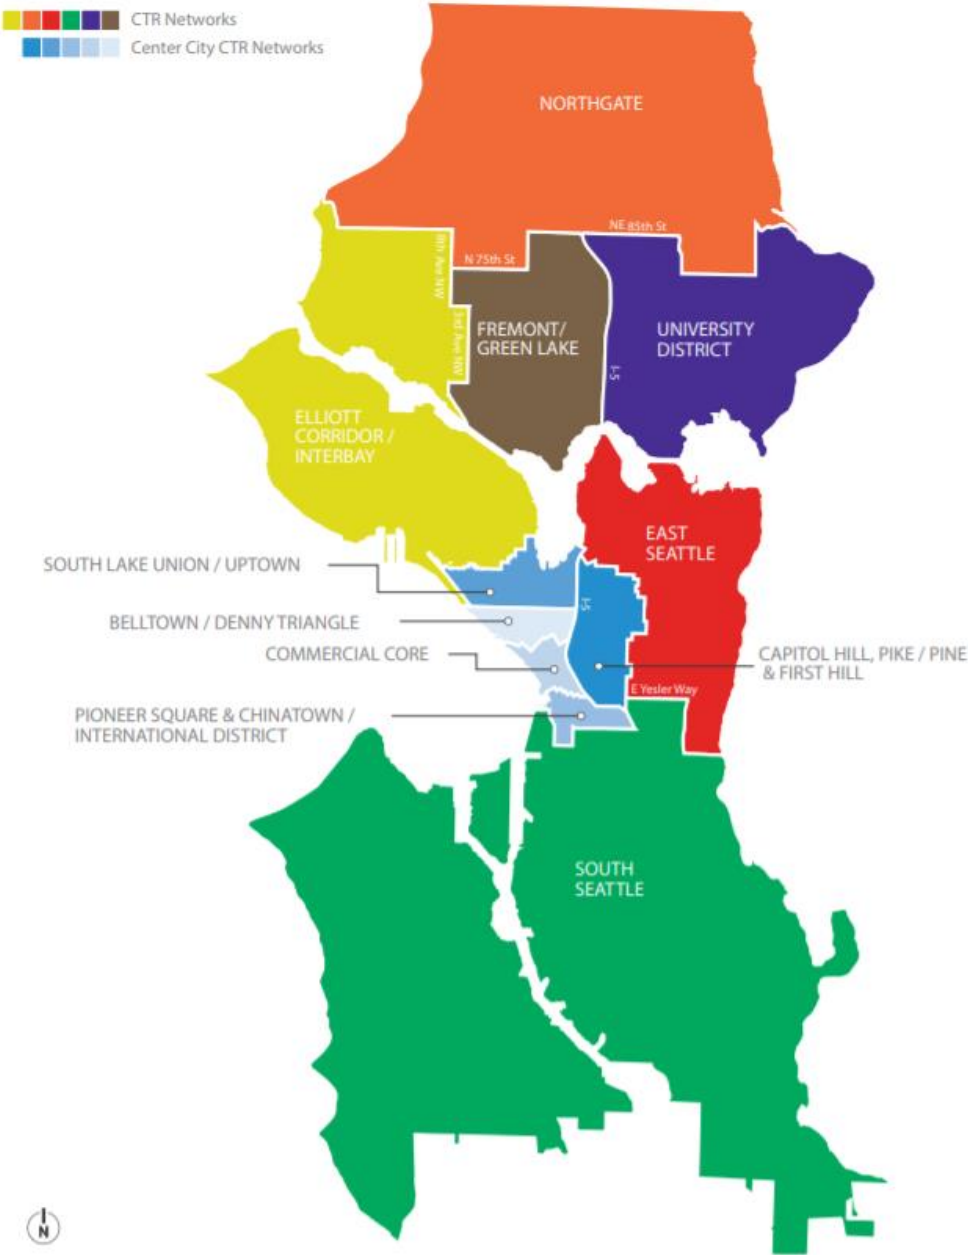 CTR Networks
Center City CTR Networks
NORTHGATE
NE 85th St
8th Ave NW
N 75th St
3rd Ave NW
FREMONT/
GREEN LAKE
UNIVERSITY
DISTRICT
I-5
ELLIOTT
CORRIDOR /
INTERBAY
EAST
SEATTLE
SOUTH LAKE UNION / UPTOWN
I-5
BELLTOWN / DENNY TRIANGLE
COMMERCIAL CORE
CAPITOL HILL, PIKE / PINE
& FIRST HILL
E Yesler Way
PIONEER SQUARE & CHINATOWN /
INTERNATIONAL DISTRICT
SOUTH
SEATTLE
N